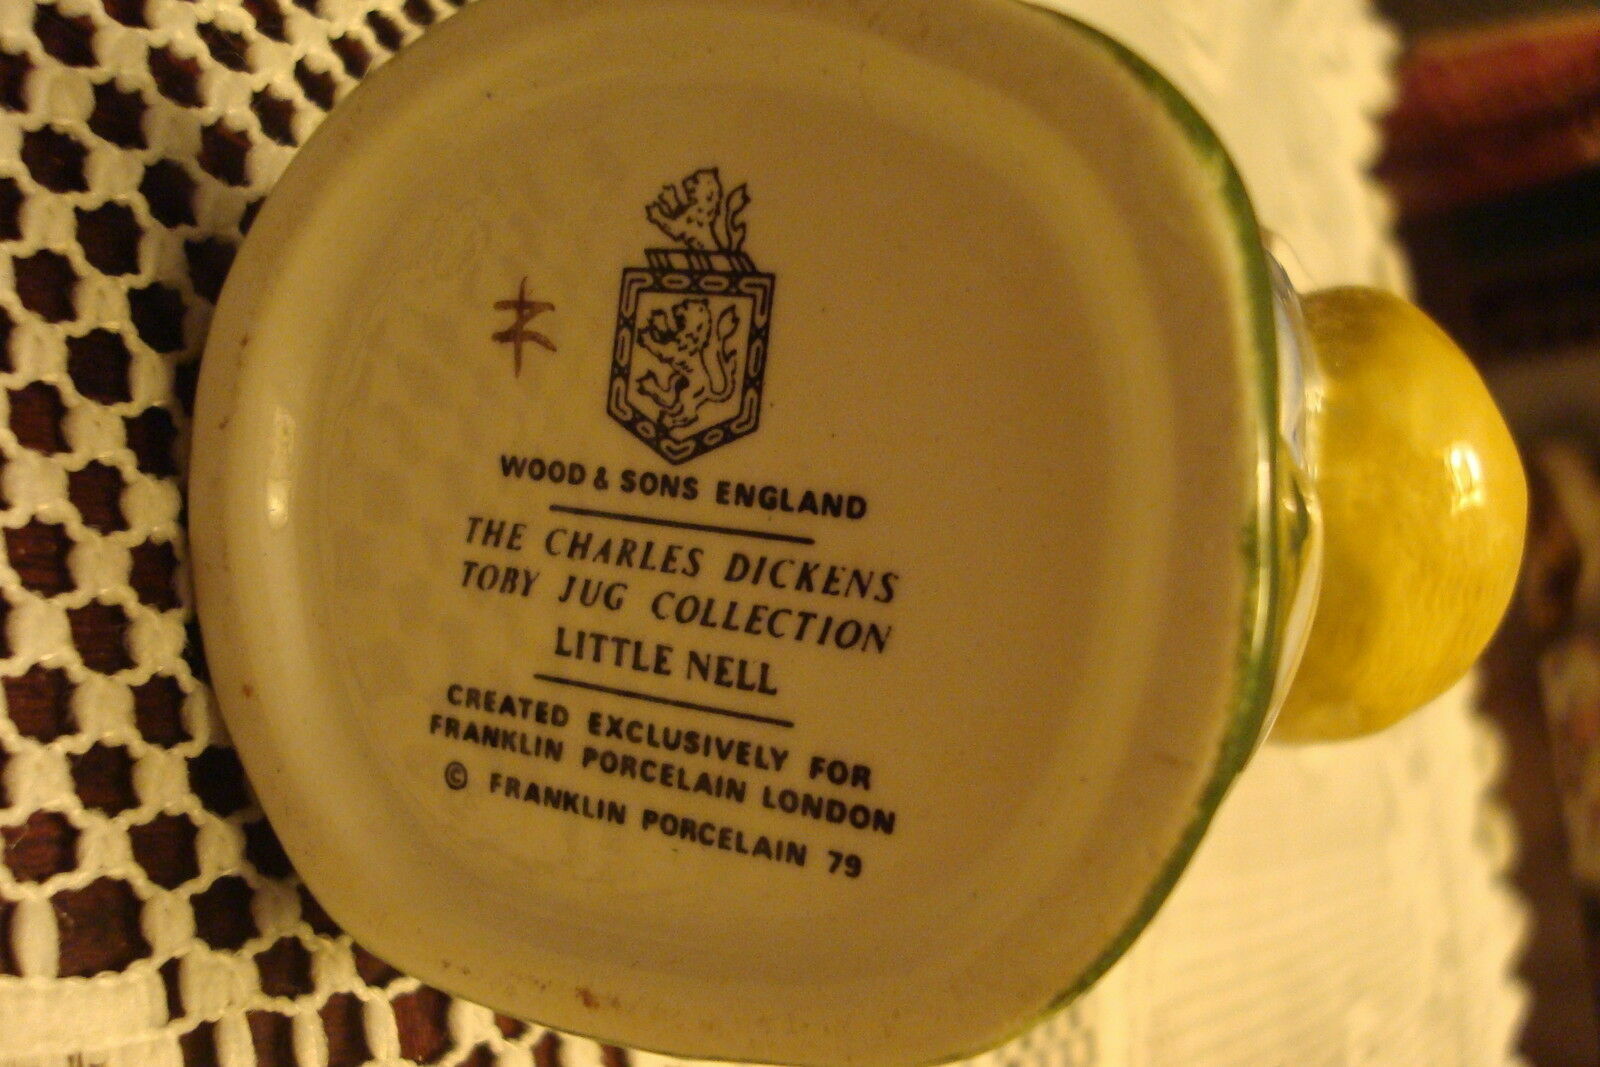 WOOD & SONS ENGLAND
THE CHARLES DICKENS
TOBY JUG COLLECTION
LITTLE NELL
CREATED EXCLUSIVELY FOR
FRANKLIN PORCELAIN LONDON
© FRANKLIN PORCELAIN 79